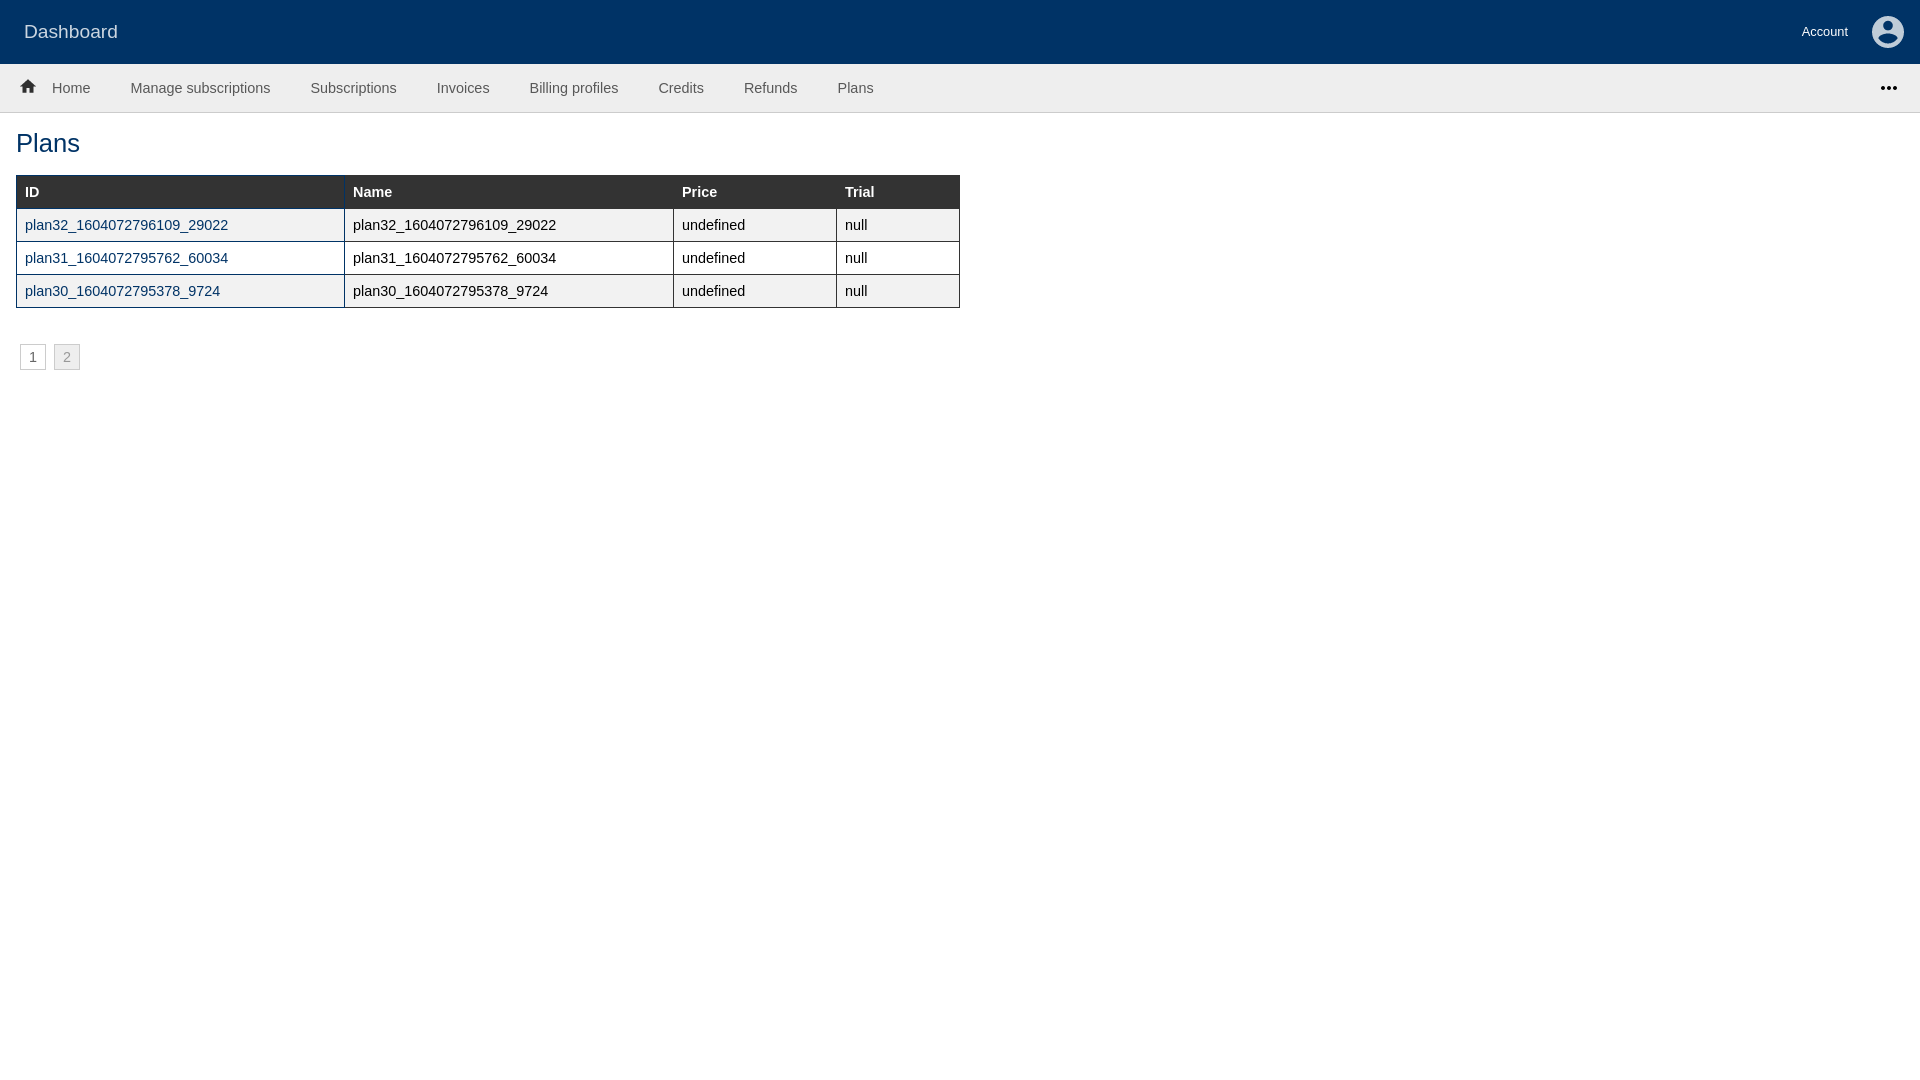 Dashboard
Account
Home Manage subscriptions Subscriptions Invoices Billing profiles Credits Refunds Plans
Plans
ID Name Price Trial
plan32_1604072796109_29022 plan32_1604072796109_29022 undefined null
plan31_1604072795762_60034 plan31_1604072795762_60034 undefined null
plan30_1604072795378_9724 plan30_1604072795378_9724 undefined null
1 2